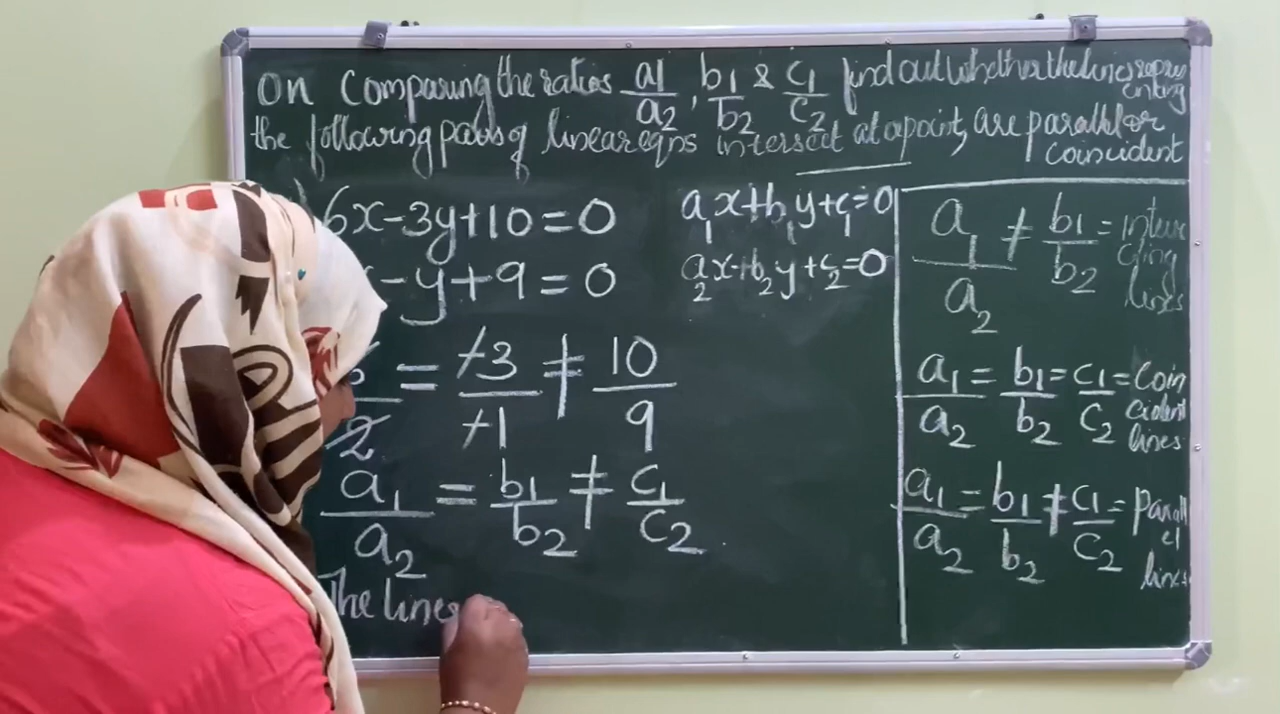 On Comparing the ratios a1/a2, b1/b2 & c1/c2 find out whether the lines representing
the following pairs of linear eqns intersect at a point, are parallel or coincident
6x-3y+10=0
-y+9=0
a₁x+b₁y+c₁=0
a₂x+b₂y+c₂=0
= -3/-1 ≠ 10/9
2
a₁/a₂ = b₁/b₂ ≠ c₁/c₂
The lines
a₁/a₂ ≠ b₁/b₂ = intersecting lines
a₁/a₂ = b₁/b₂ = c₁/c₂ = Coincident lines
a₁/a₂ = b₁/b₂ ≠ c₁/c₂ = Parallel lines